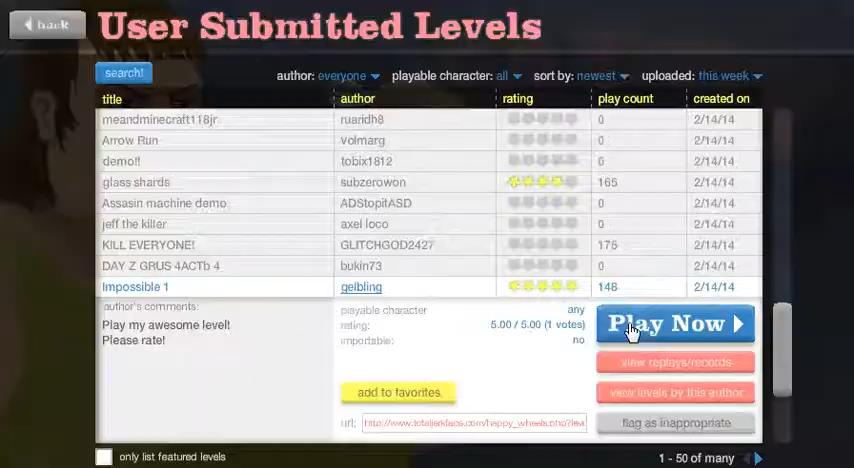 back
User Submitted Levels
search!
author: everyone playable character: all sort by: newest uploaded: this week
title author rating play count created on
meandminecraft118jr ruaridh8 0 2/14/14
Arrow Run volmarg 0 2/14/14
demo!! tobix1812 0 2/14/14
glass shards subzerowon 165 2/14/14
Assasin machine demo ADStopitASD 0 2/14/14
jeff the killer axel loco 0 2/14/14
KILL EVERYONE! GLITCHGOD2427 175 2/14/14
DAY Z GRUS 4ACTb 4 bukin73 0 2/14/14
Impossible 1 gelbling 148 2/14/14
author's comments:
Play my awesome level!
Please rate!
playable character any
rating: 5.00 / 5.00 (1 votes)
importable: no
add to favorites
url: http://www.totaljerkface.com/happy_wheels.php?lev
Play Now
view replays/records
view levels by this author
flag as inappropriate
only list featured levels
1 - 50 of many